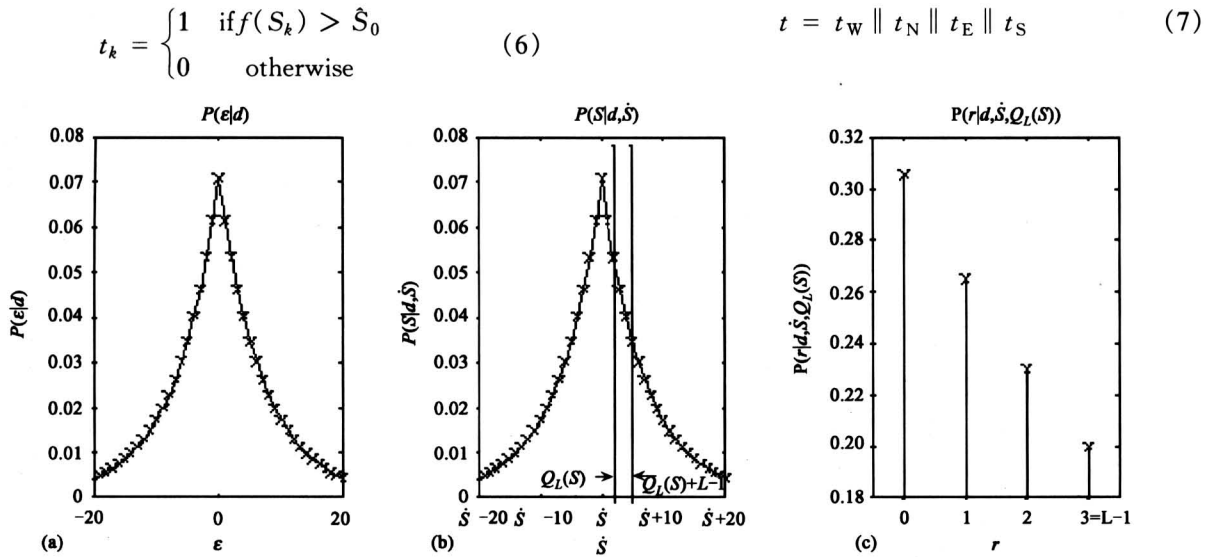 t_k = { 1 if f(S_k) > Ŝ_0
0 otherwise
(6)
t = t_W ‖ t_N ‖ t_E ‖ t_S (7)
P(ε|d)
0.08
0.07
0.06
0.05
0.04
0.03
0.02
0.01
0
P(ε|d)
−20 0 20
(a) ε
P(S|d,Ṡ)
0.08
0.07
0.06
0.05
0.04
0.03
0.02
0.01
0
P(S|d,Ṡ)
Q_L(S) Q_L(S)+L−1
Ṡ −20 Ṡ −10 Ṡ Ṡ+10 Ṡ+20
(b) Ṡ
P(r|d,Ṡ,Q_L(S))
0.32
0.30
0.28
0.26
0.24
0.22
0.20
0.18
P(r|d,Ṡ,Q_L(S))
0 1 2 3=L−1
(c) r